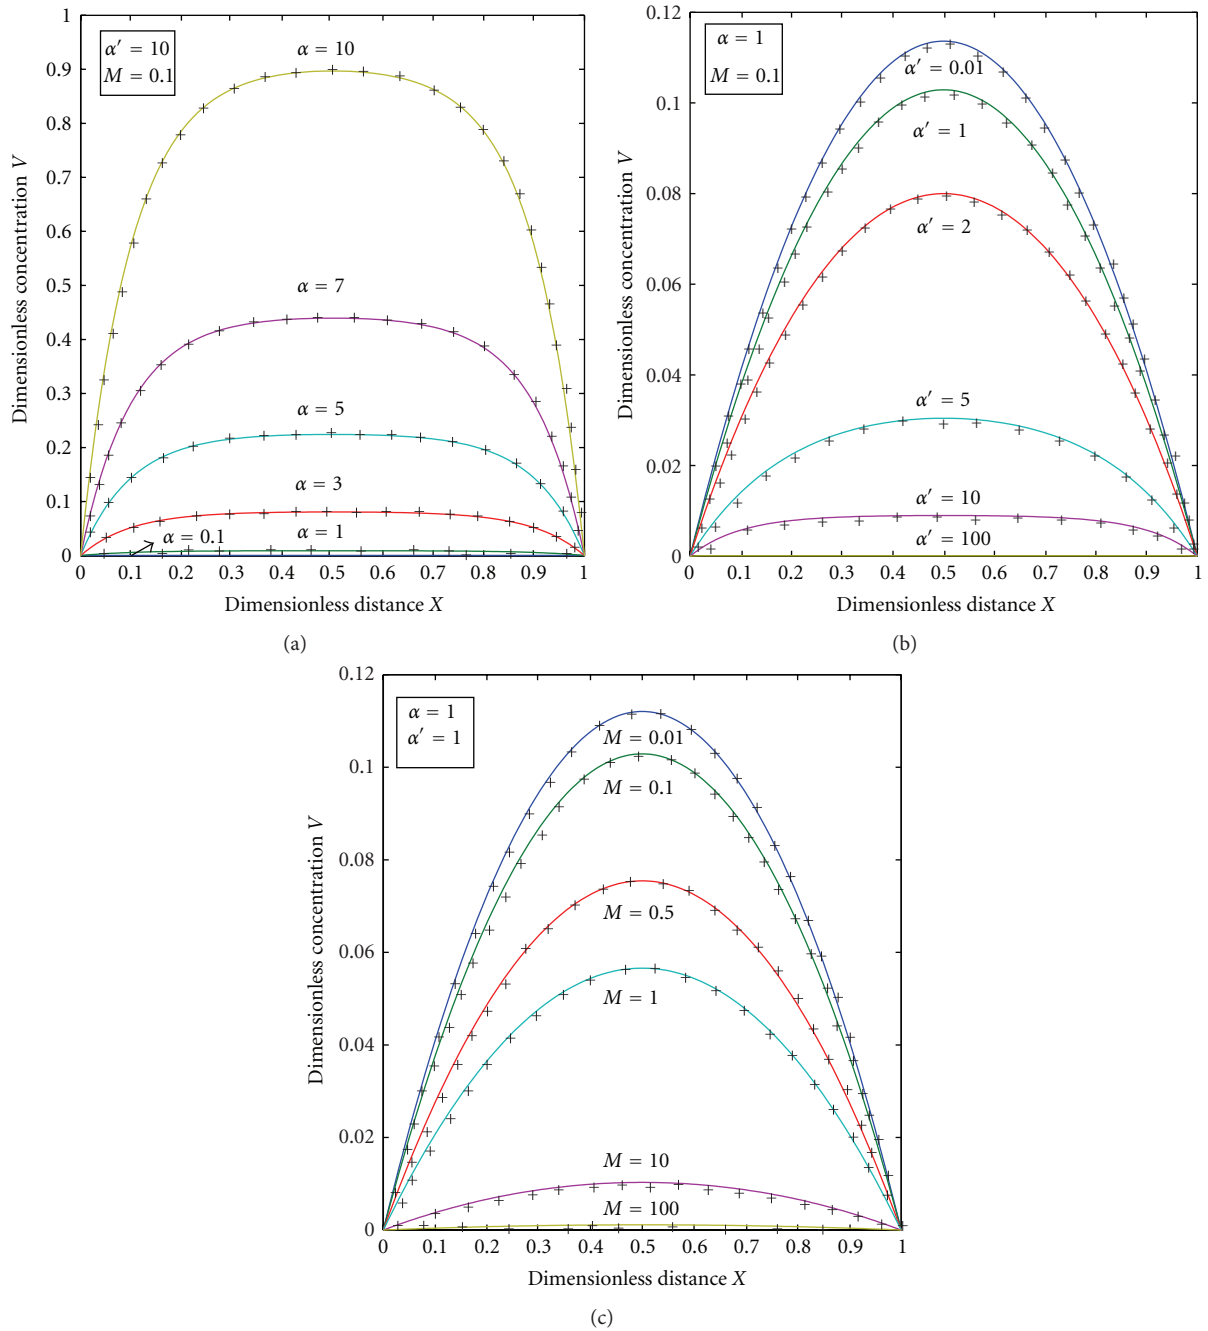 1
0.9
0.8
0.7
0.6
0.5
0.4
0.3
0.2
0.1
0
Dimensionless concentration V
α′ = 10
M = 0.1
α = 10
α = 7
α = 5
α = 3
α = 1
α = 0.1
0 0.1 0.2 0.3 0.4 0.5 0.6 0.7 0.8 0.9 1
Dimensionless distance X
(a)
0.12
0.1
0.08
0.06
0.04
0.02
0
Dimensionless concentration V
α = 1
M = 0.1
α′ = 0.01
α′ = 1
α′ = 2
α′ = 5
α′ = 10
α′ = 100
0 0.1 0.2 0.3 0.4 0.5 0.6 0.7 0.8 0.9 1
Dimensionless distance X
(b)
0.12
0.1
0.08
0.06
0.04
0.02
0
Dimensionless concentration V
α = 1
α′ = 1
M = 0.01
M = 0.1
M = 0.5
M = 1
M = 10
M = 100
0 0.1 0.2 0.3 0.4 0.5 0.6 0.7 0.8 0.9 1
Dimensionless distance X
(c)